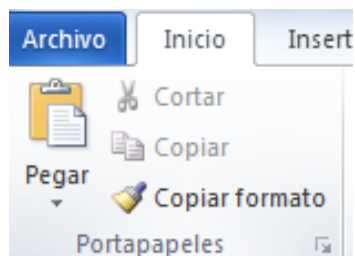 Archivo Inicio Insert
Cortar
Copiar
Pegar
Copiar formato
Portapapeles